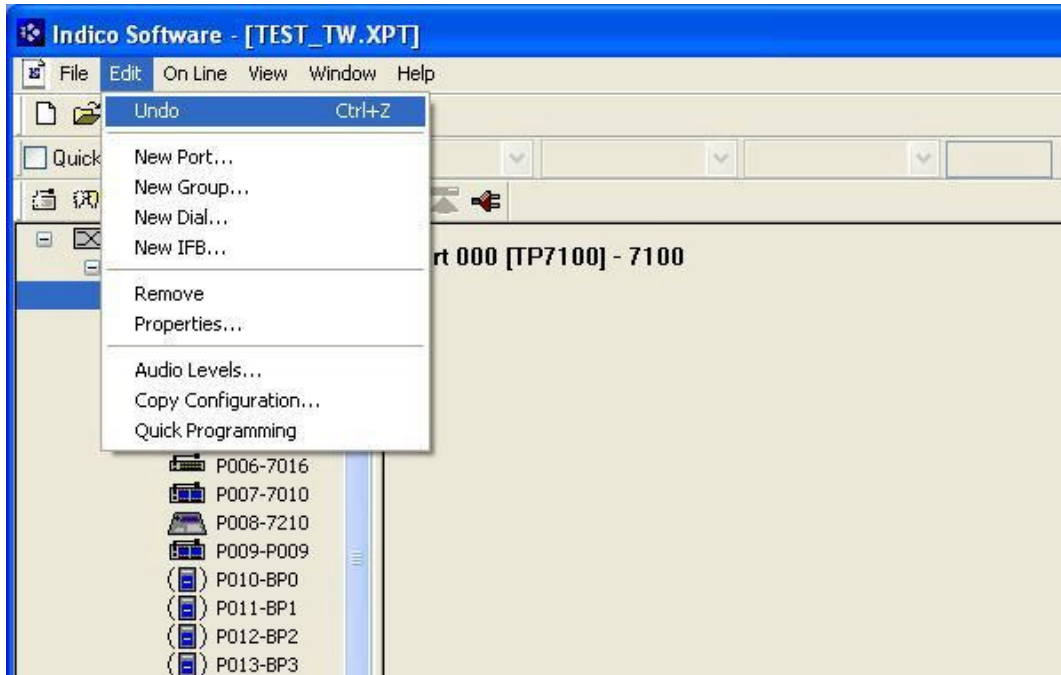 Indico Software - [TEST_TW.XPT]
File Edit On Line View Window Help
Undo Ctrl+Z
Quick
New Port...
New Group...
New Dial...
New IFB...
rt 000 [TP7100] - 7100
Remove
Properties...
Audio Levels...
Copy Configuration...
Quick Programming
P006-7016
P007-7010
P008-7210
P009-P009
P010-BP0
P011-BP1
P012-BP2
P013-BP3